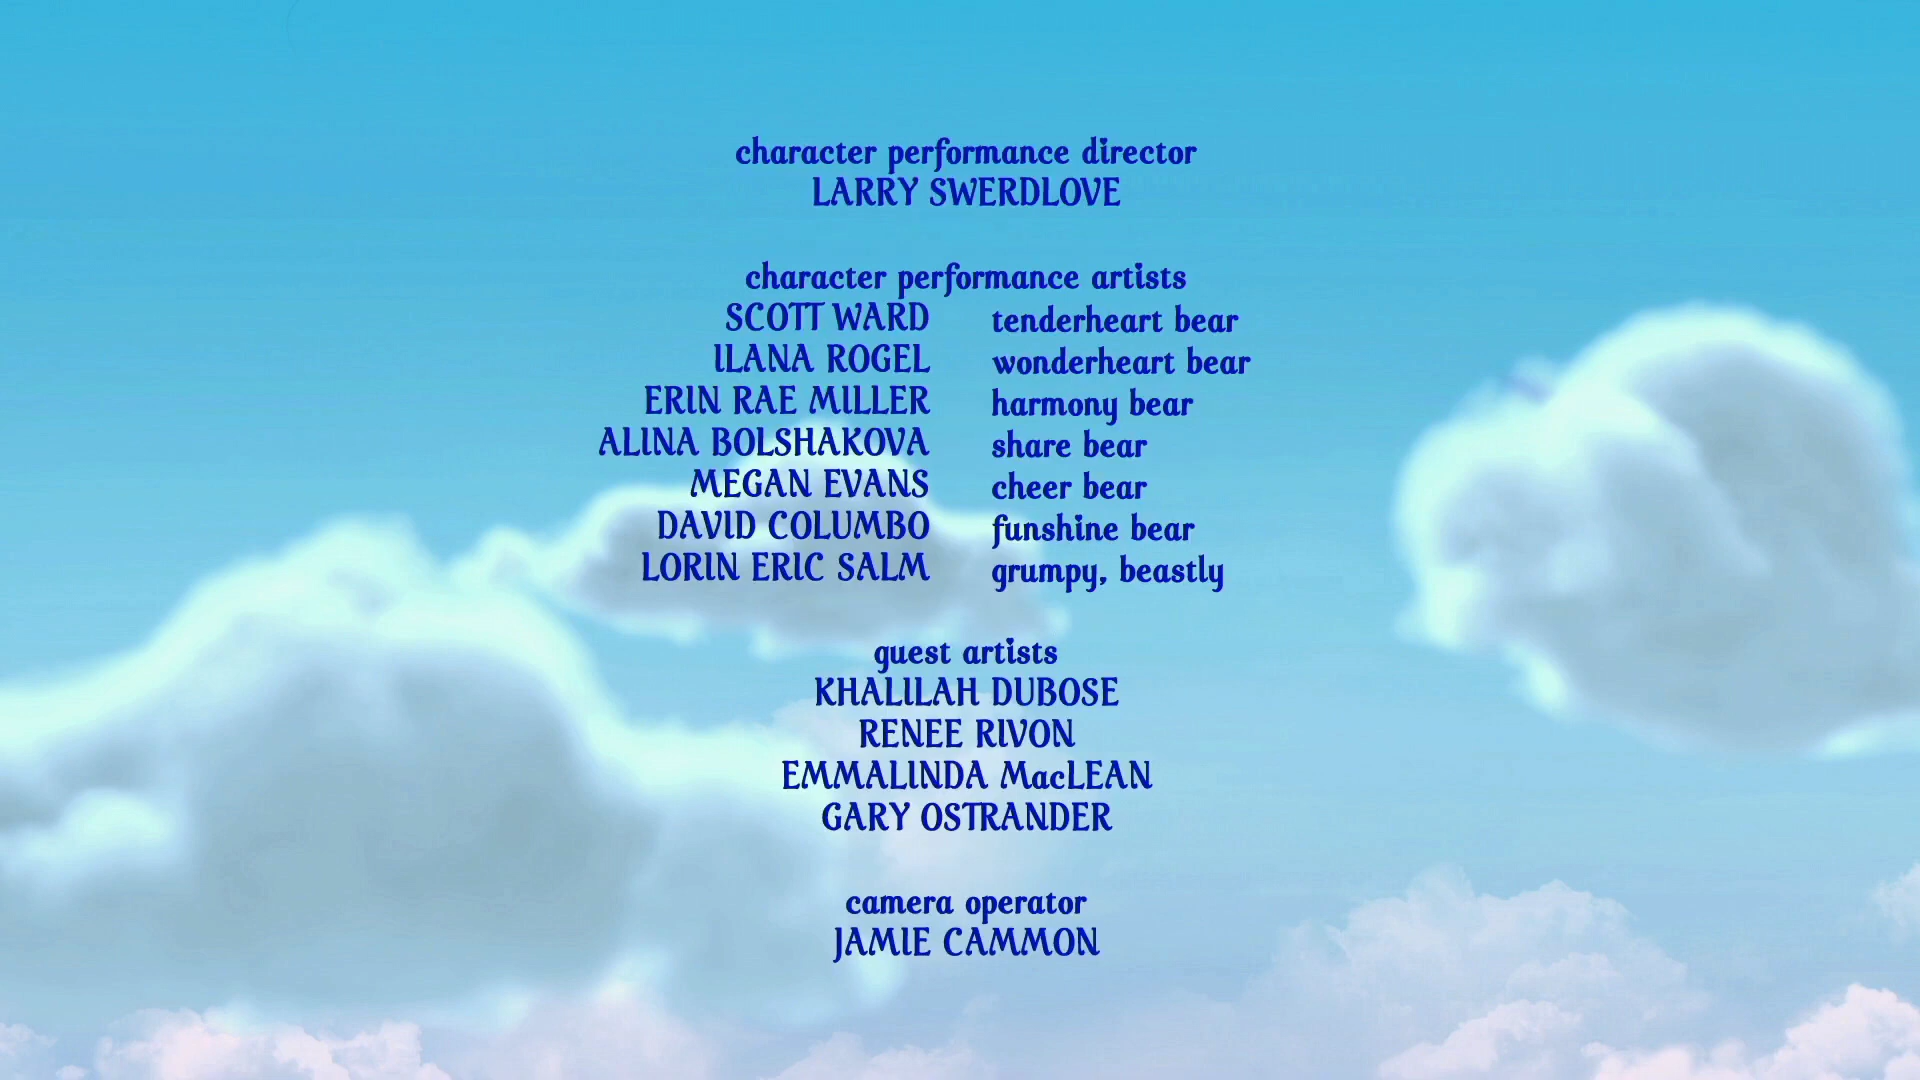 character performance director
LARRY SWERDLOVE
character performance artists
SCOTT WARD tenderheart bear
ILANA ROGEL wonderheart bear
ERIN RAE MILLER harmony bear
ALINA BOLSHAKOVA share bear
MEGAN EVANS cheer bear
DAVID COLUMBO funshine bear
LORIN ERIC SALM grumpy, beastly
guest artists
KHALILAH DUBOSE
RENEE RIVON
EMMALINDA MacLEAN
GARY OSTRANDER
camera operator
JAMIE CAMMON